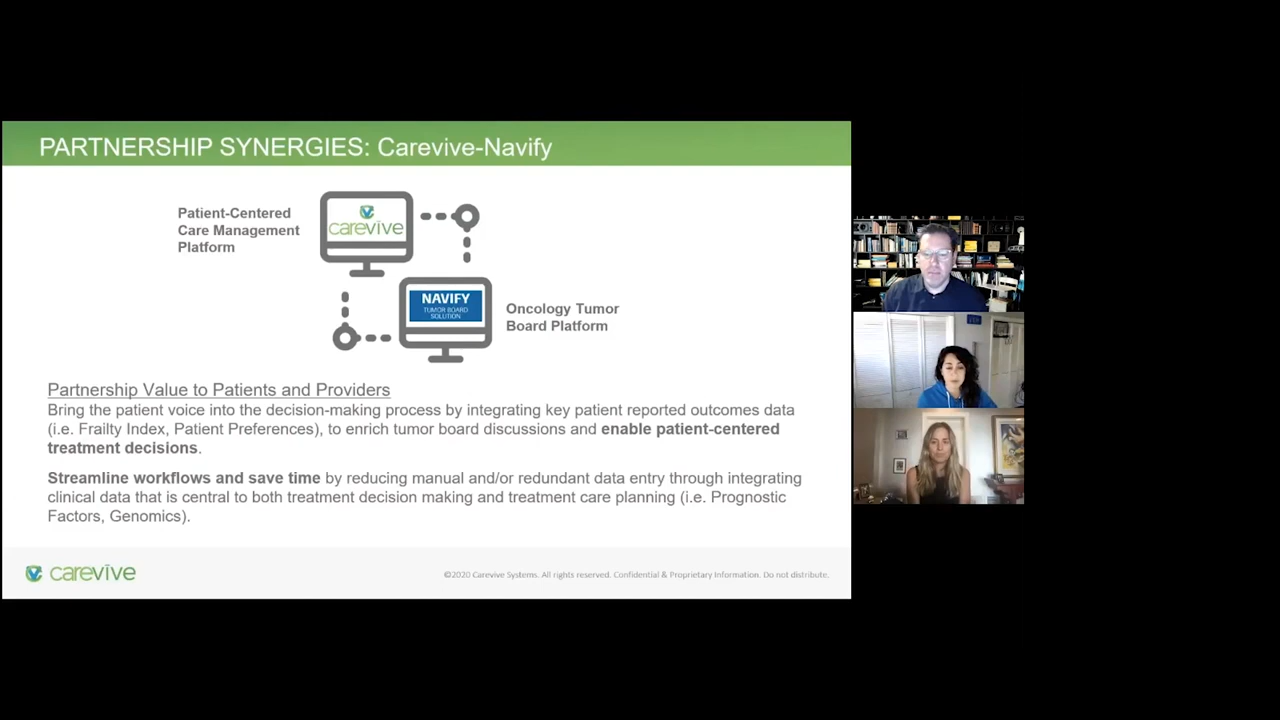 PARTNERSHIP SYNERGIES: Carevive-Navify
Patient-Centered
Care Management
Platform
carevive
NAVIFY
TUMOR BOARD
SOLUTION
Oncology Tumor
Board Platform
Partnership Value to Patients and Providers
Bring the patient voice into the decision-making process by integrating key patient reported outcomes data
(i.e. Frailty Index, Patient Preferences), to enrich tumor board discussions and enable patient-centered
treatment decisions.
Streamline workflows and save time by reducing manual and/or redundant data entry through integrating
clinical data that is central to both treatment decision making and treatment care planning (i.e. Prognostic
Factors, Genomics).
carevive
©2020 Carevive Systems. All rights reserved. Confidential & Proprietary Information. Do not distribute.